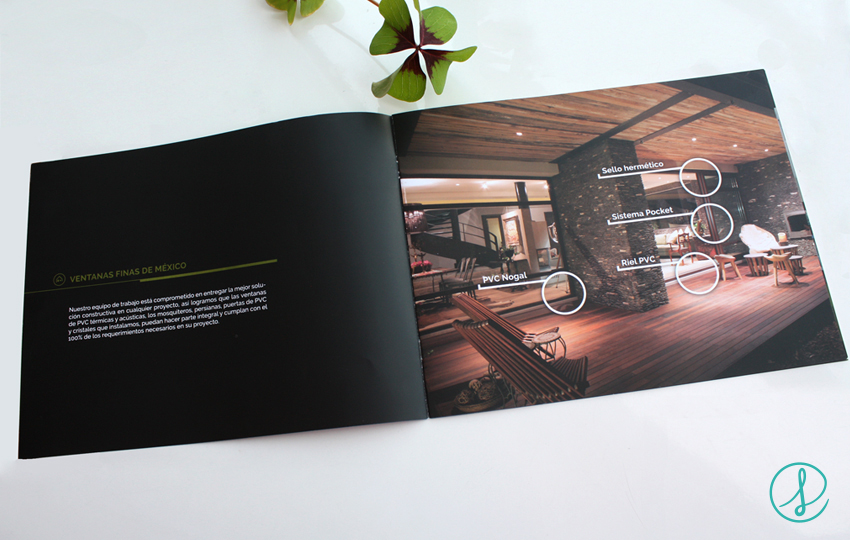 VENTANAS FINAS DE MÉXICO
Nuestro equipo de trabajo está comprometido en entregar la mejor solu-
ción constructiva en cualquier proyecto, así logramos que las ventanas
de PVC térmicas y acústicas, los mosquiteros, persianas, puertas de PVC
y cristales que instalamos, puedan hacer parte integral y cumplan con el
100% de los requerimientos necesarios en su proyecto.
Sello hermético
Sistema Pocket
Riel PVC
PVC Nogal